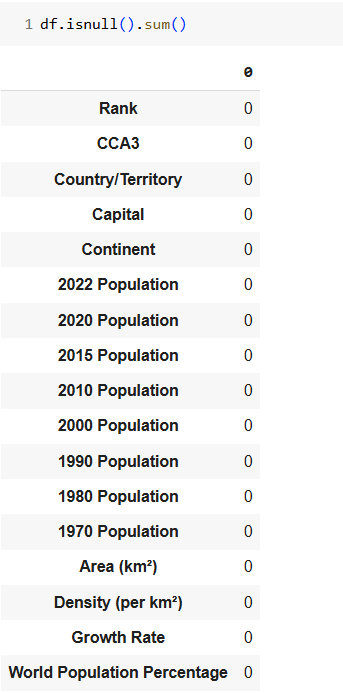 1 df.isnull().sum()
0
Rank 0
CCA3 0
Country/Territory 0
Capital 0
Continent 0
2022 Population 0
2020 Population 0
2015 Population 0
2010 Population 0
2000 Population 0
1990 Population 0
1980 Population 0
1970 Population 0
Area (km²) 0
Density (per km²) 0
Growth Rate 0
World Population Percentage 0